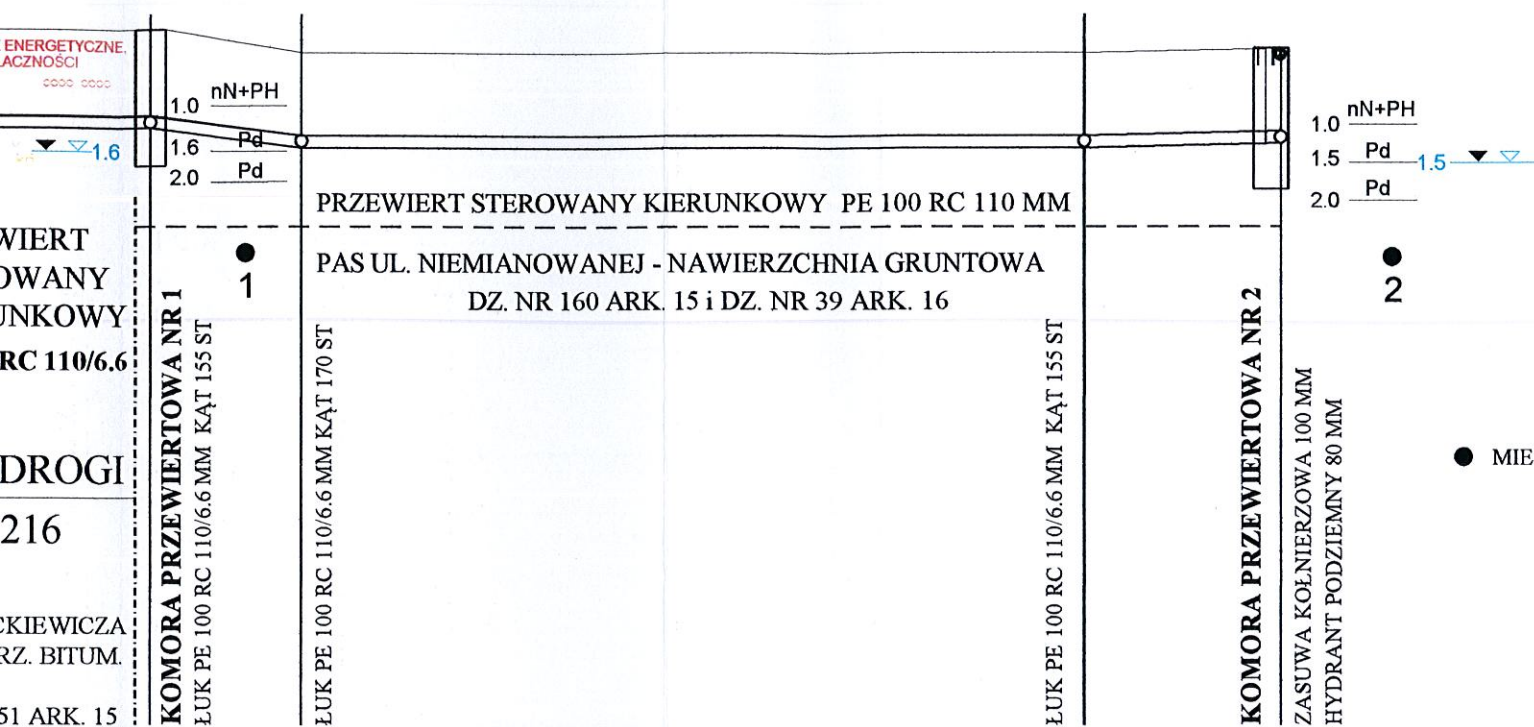 ENERGETYCZNE.
ŁACZNOŚCI
1.0 nN+PH
1.6 Pd
2.0 Pd
1.6
1.0 nN+PH
1.5 Pd
2.0 Pd
1.5
PRZEWIERT STEROWANY KIERUNKOWY PE 100 RC 110 MM
PAS UL. NIEMIANOWANEJ - NAWIERZCHNIA GRUNTOWA
DZ. NR 160 ARK. 15 i DZ. NR 39 ARK. 16
WIERT
OWANY
UNKOWY
RC 110/6.6
DROGI
216
CKIEWICZA
RZ. BITUM.
51 ARK. 15
KOMORA PRZEWIERTOWA NR 1
ŁUK PE 100 RC 110/6.6 MM KĄT 155 ST
1
ŁUK PE 100 RC 110/6.6 MM KĄT 170 ST
ŁUK PE 100 RC 110/6.6 MM KĄT 155 ST
KOMORA PRZEWIERTOWA NR 2
ZASUWA KOŁNIERZOWA 100 MM
HYDRANT PODZIEMNY 80 MM
2
MIE